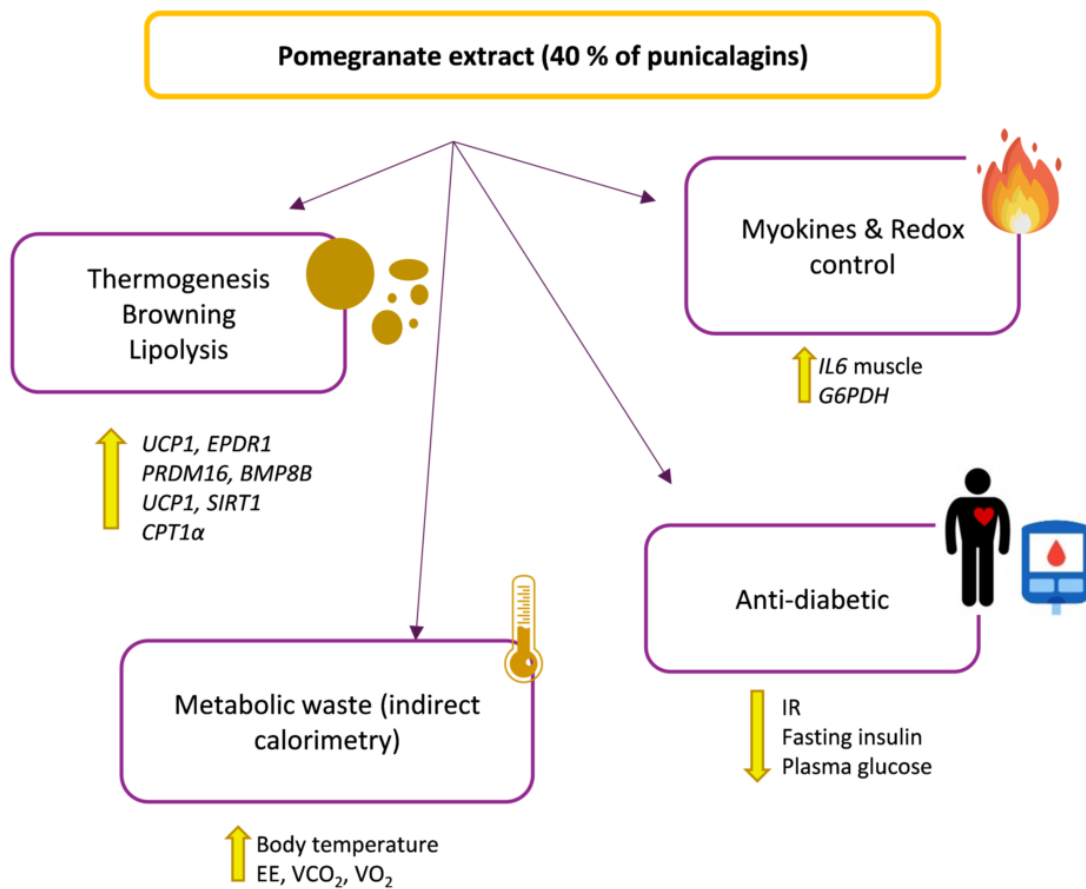 Pomegranate extract (40 % of punicalagins)
Thermogenesis
Browning
Lipolysis
UCP1, EPDR1
PRDM16, BMP8B
UCP1, SIRT1
CPT1α
Myokines & Redox
control
IL6 muscle
G6PDH
Metabolic waste (indirect
calorimetry)
Body temperature
EE, VCO₂, VO₂
Anti-diabetic
IR
Fasting insulin
Plasma glucose